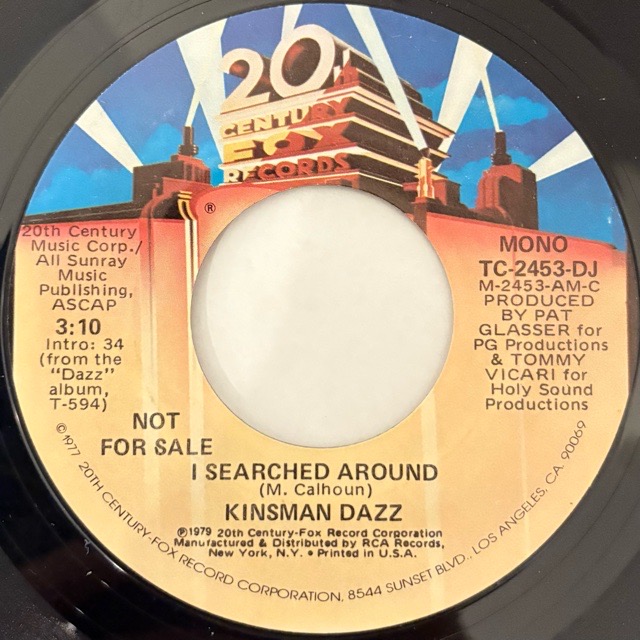 20
CENTURY
FOX
RECORDS
®
20th Century
Music Corp./
All Sunray
Music
Publishing,
ASCAP
3:10
Intro: 34
(from the
"Dazz"
album,
T-594)
MONO
TC-2453-DJ
M-2453-AM-C
PRODUCED
BY PAT
GLASSER for
PG Productions
& TOMMY
VICARI for
Holy Sound
Productions
NOT
FOR SALE
I SEARCHED AROUND
(M. Calhoun)
KINSMAN DAZZ
℗1979 20th Century-Fox Record Corporation
Manufactured & Distributed by RCA Records,
New York, N.Y. • Printed in U.S.A.
©1977 20TH CENTURY-FOX RECORD CORPORATION, 8544 SUNSET BLVD., LOS ANGELES, CA. 90069